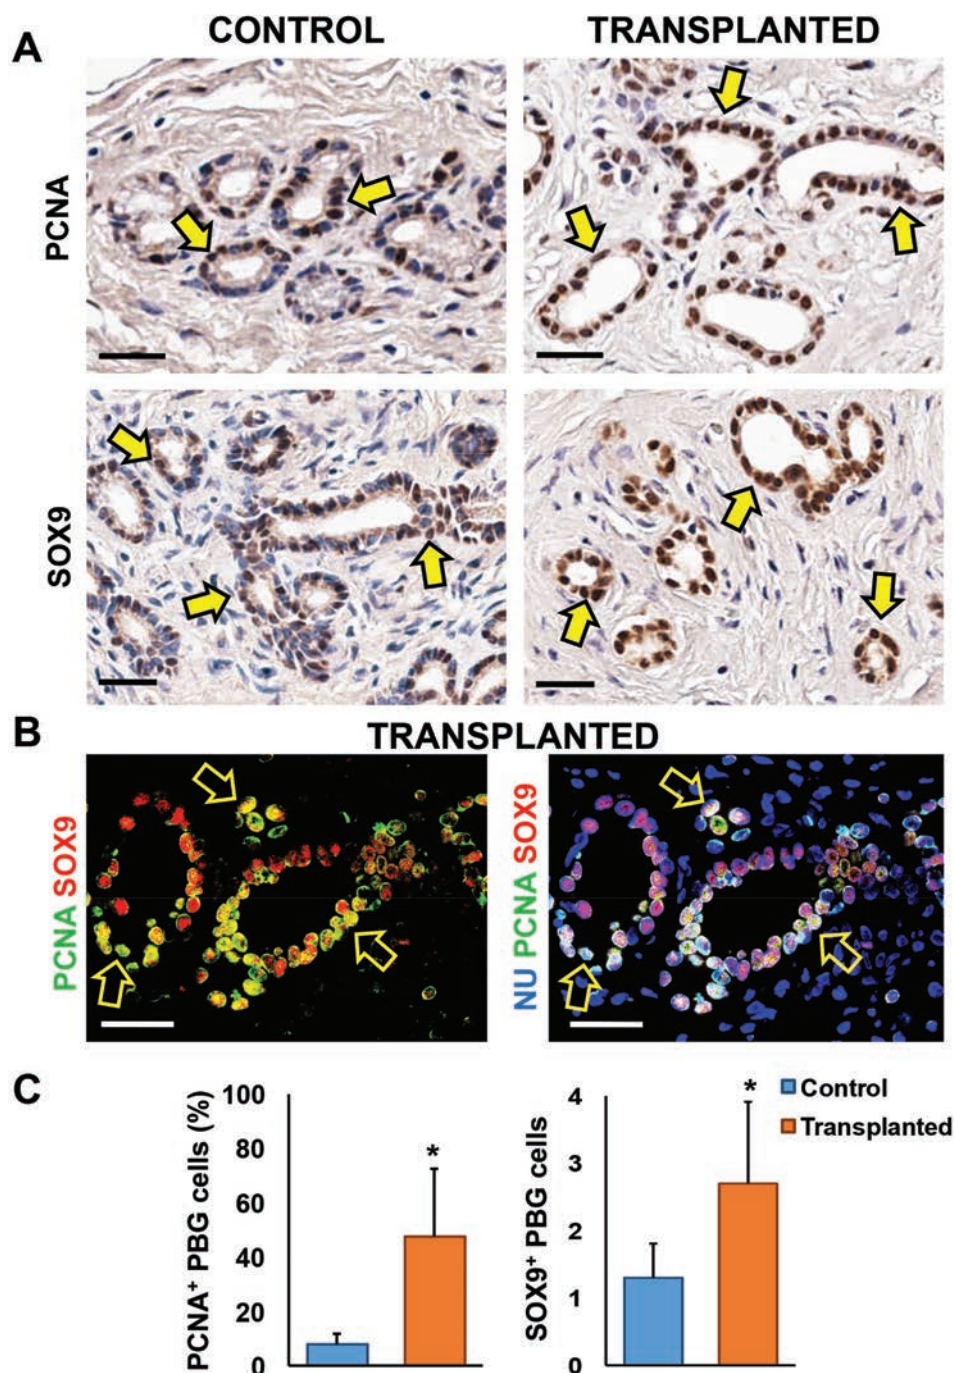 A
CONTROL
TRANSPLANTED
PCNA
SOX9
B
TRANSPLANTED
PCNA SOX9
NU PCNA SOX9
C
PCNA⁺ PBG cells (%)
100
80
60
40
20
0
*
SOX9⁺ PBG cells
4
3
2
1
0
*
Control
Transplanted